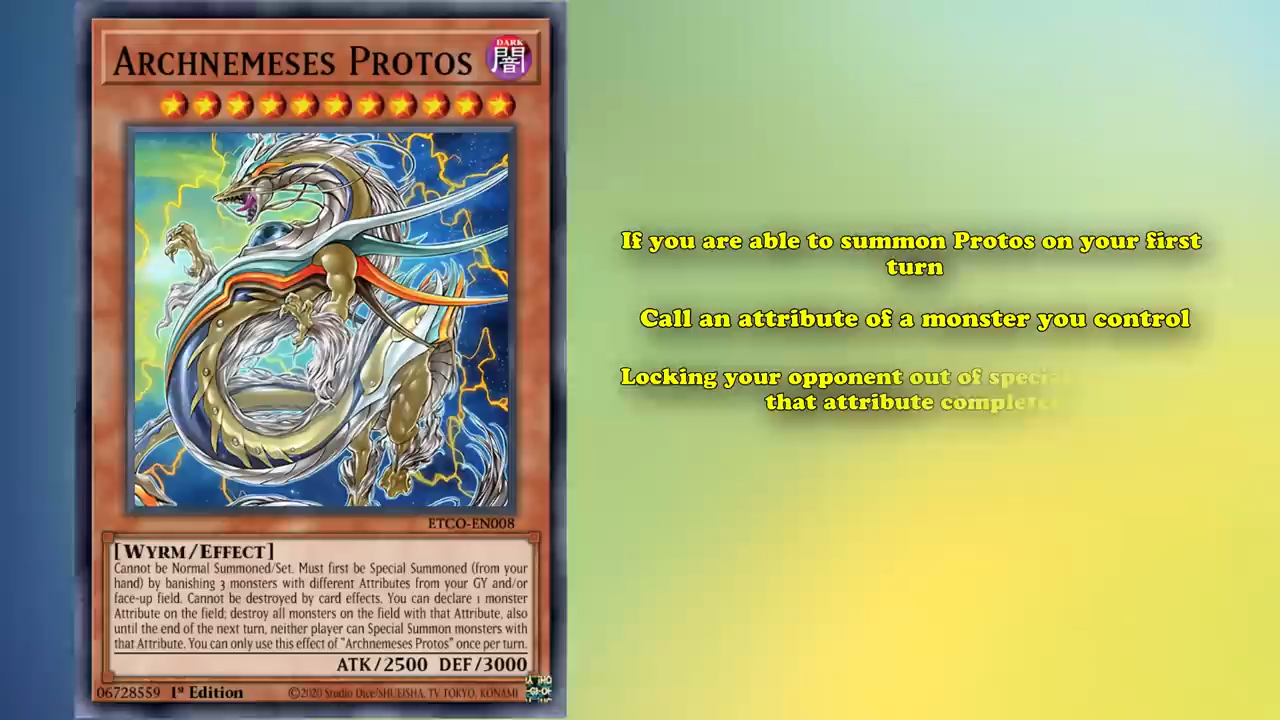 ARCHNEMESES PROTOS
DARK
闇
If you are able to summon Protos on your first
turn
Call an attribute of a monster you control
Locking your opponent out of special
that attribute completely
ETCO-EN008
[WYRM/EFFECT]
Cannot be Normal Summoned/Set. Must first be Special Summoned (from your
hand) by banishing 3 monsters with different Attributes from your GY and/or
face-up field. Cannot be destroyed by card effects. You can declare 1 monster
Attribute on the field; destroy all monsters on the field with that Attribute, also
until the end of the next turn, neither player can Special Summon monsters with
that Attribute. You can only use this effect of "Archnemeses Protos" once per turn.
ATK/2500 DEF/3000
06728559 1st Edition ©2020 Studio Dice/SHUEISHA, TV TOKYO, KONAMI